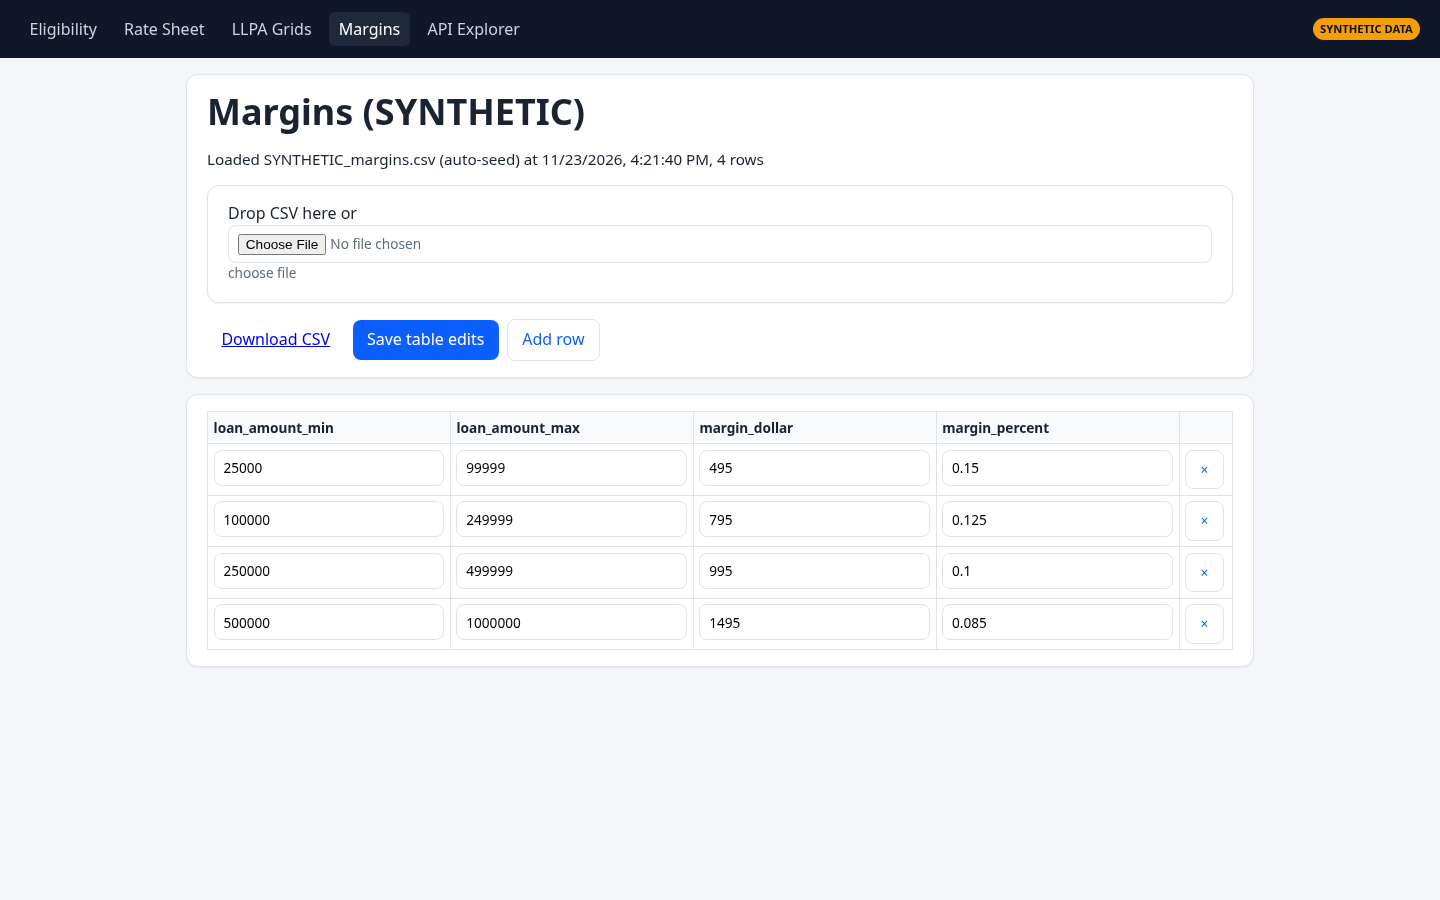 Eligibility Rate Sheet LLPA Grids Margins API Explorer SYNTHETIC DATA
Margins (SYNTHETIC)
Loaded SYNTHETIC_margins.csv (auto-seed) at 11/23/2026, 4:21:40 PM, 4 rows
Drop CSV here or
Choose File No file chosen
choose file
Download CSV Save table edits Add row
loan_amount_min loan_amount_max margin_dollar margin_percent
25000 99999 495 0.15 ×
100000 249999 795 0.125 ×
250000 499999 995 0.1 ×
500000 1000000 1495 0.085 ×